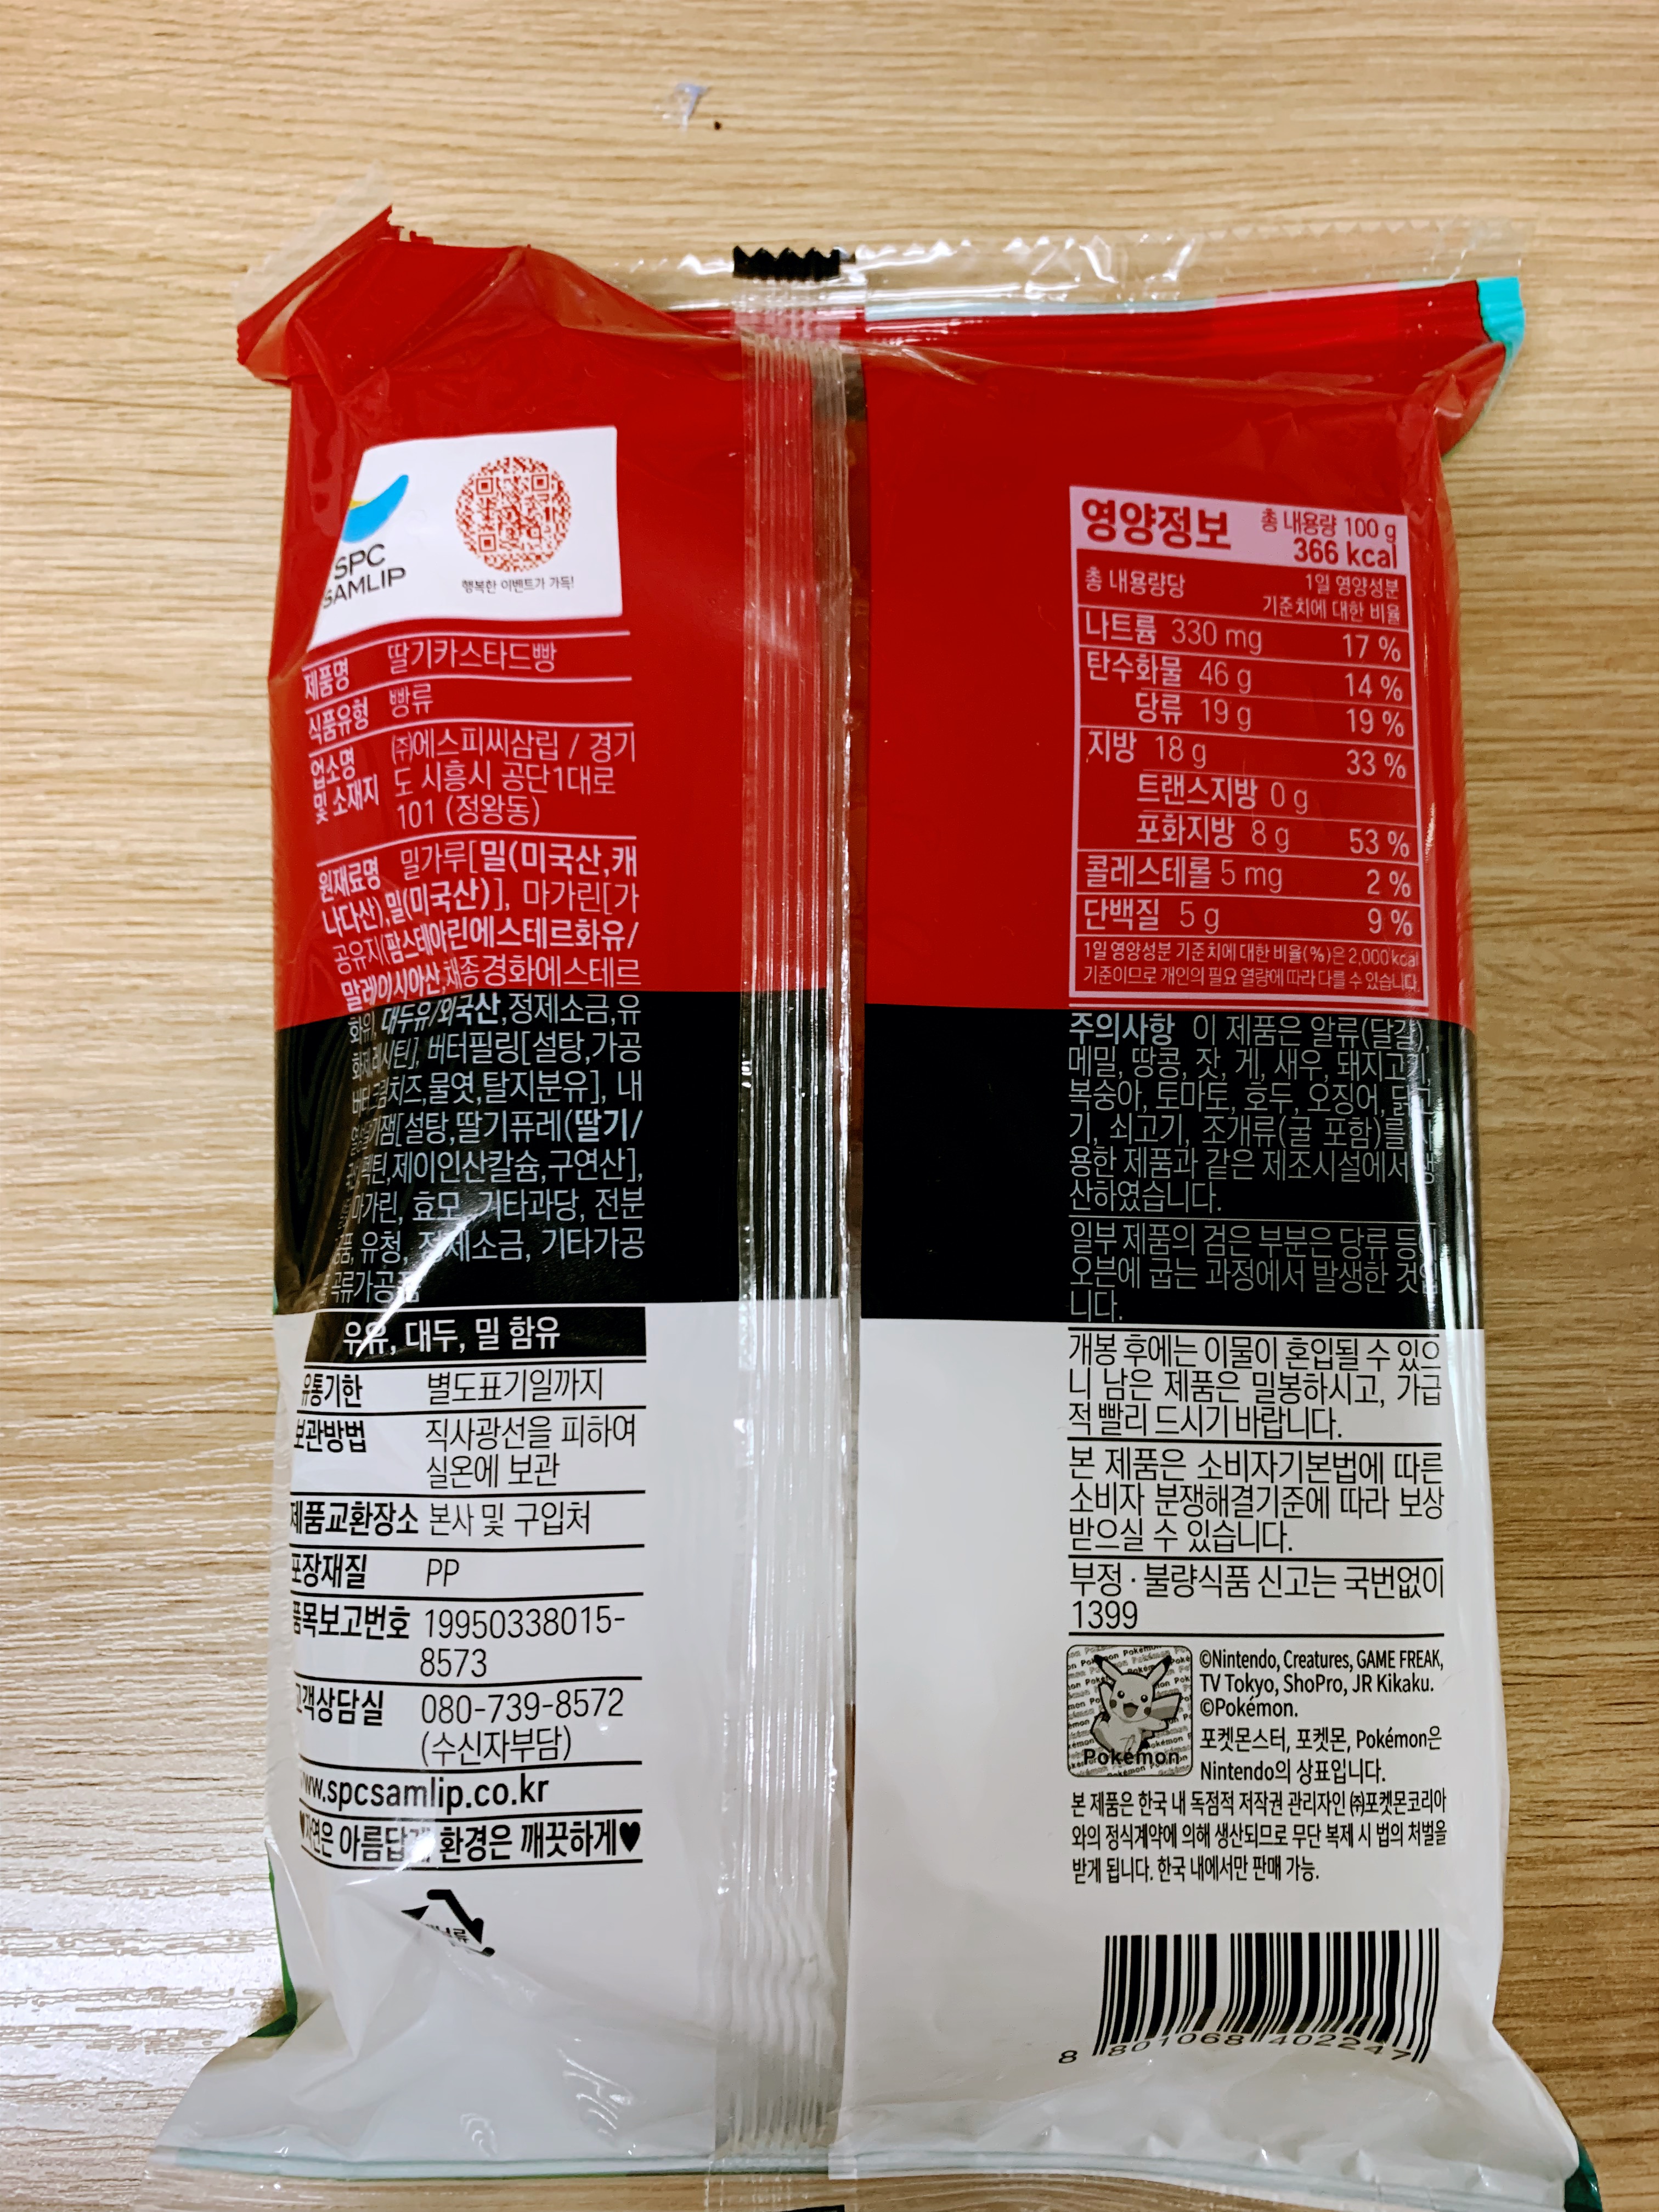 SPC
SAMLIP
행복한 이벤트가 가득!
제품명 딸기카스타드빵
식품유형 빵류
업소명 및 소재지 ㈜에스피씨삼립 / 경기
도 시흥시 공단1대로
101 (정왕동)
원재료명 밀가루[밀(미국산,캐
나다산),밀(미국산)], 마가린[가
공유지(팜스테아린에스테르화유/
말레이시아산,채종경화에스테르
화유), 대두유/외국산,정제소금,유
화제,레시틴], 버터필링[설탕,가공
치즈,물엿,탈지분유], 내
잼[설탕,딸기퓨레(딸기/
펙틴,제이인산칼슘,구연산],
마가린, 효모, 기타과당, 전분
유청, 정제소금, 기타가공
곡류가공품
우유, 대두, 밀 함유
유통기한 별도표기일까지
보관방법 직사광선을 피하여
실온에 보관
제품교환장소 본사 및 구입처
포장재질 PP
품목보고번호 19950338015-
8573
고객상담실 080-739-8572
(수신자부담)
www.spcsamlip.co.kr
♥자연은 아름답게 환경은 깨끗하게♥
영양정보 총 내용량 100 g
366 kcal
총 내용량당 1일 영양성분
기준치에 대한 비율
나트륨 330 mg 17 %
탄수화물 46 g 14 %
당류 19 g 19 %
지방 18 g 33 %
트랜스지방 0 g
포화지방 8 g 53 %
콜레스테롤 5 mg 2 %
단백질 5 g 9 %
1일 영양성분 기준치에 대한 비율(%)은 2,000 kcal
기준이므로 개인의 필요 열량에 따라 다를 수 있습니다.
주의사항 이 제품은 알류(달걀),
메밀, 땅콩, 잣, 게, 새우, 돼지고기,
복숭아, 토마토, 호두, 오징어, 닭고
기, 쇠고기, 조개류(굴 포함)를 사
용한 제품과 같은 제조시설에서 생
산하였습니다.
일부 제품의 검은 부분은 당류 등이
오븐에 굽는 과정에서 발생한 것입
니다.
개봉 후에는 이물이 혼입될 수 있으
니 남은 제품은 밀봉하시고, 가급
적 빨리 드시기 바랍니다.
본 제품은 소비자기본법에 따른
소비자 분쟁해결기준에 따라 보상
받으실 수 있습니다.
부정 · 불량식품 신고는 국번없이
1399
Pokémon
©Nintendo, Creatures, GAME FREAK,
TV Tokyo, ShoPro, JR Kikaku.
©Pokémon.
포켓몬스터, 포켓몬, Pokémon은
Nintendo의 상표입니다.
본 제품은 한국 내 독점적 저작권 관리자인 ㈜포켓몬코리아
와의 정식계약에 의해 생산되므로 무단 복제 시 법의 처벌을
받게 됩니다. 한국 내에서만 판매 가능.
8 801068 402247